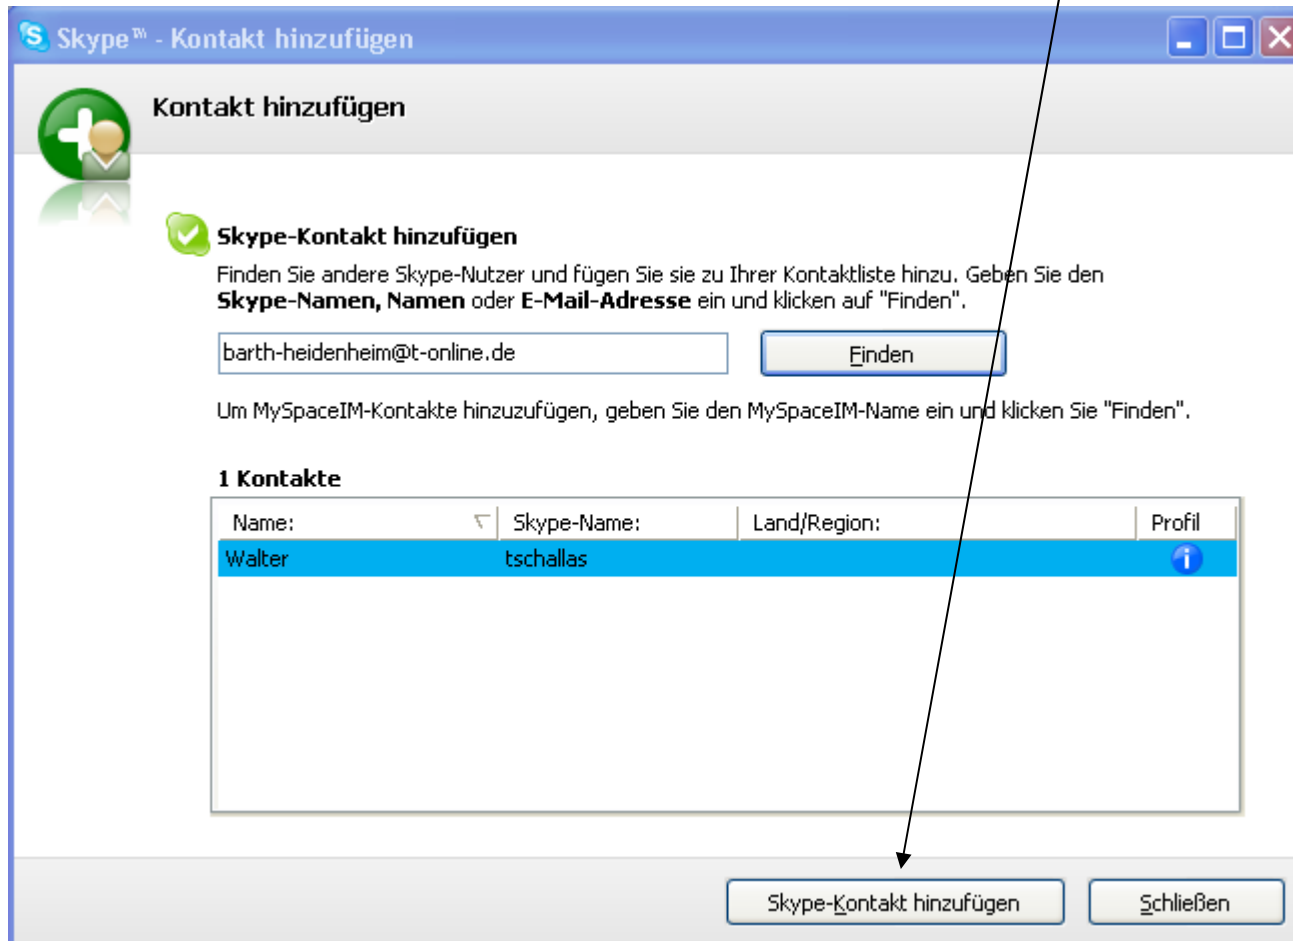 Skype™ - Kontakt hinzufügen
Kontakt hinzufügen
Skype-Kontakt hinzufügen
Finden Sie andere Skype-Nutzer und fügen Sie sie zu Ihrer Kontaktliste hinzu. Geben Sie den
Skype-Namen, Namen oder E-Mail-Adresse ein und klicken auf "Finden".
barth-heidenheim@t-online.de Finden
Um MySpaceIM-Kontakte hinzuzufügen, geben Sie den MySpaceIM-Name ein und klicken Sie "Finden".
1 Kontakte
Name: Skype-Name: Land/Region: Profil
Walter tschallas
Skype-Kontakt hinzufügen Schließen